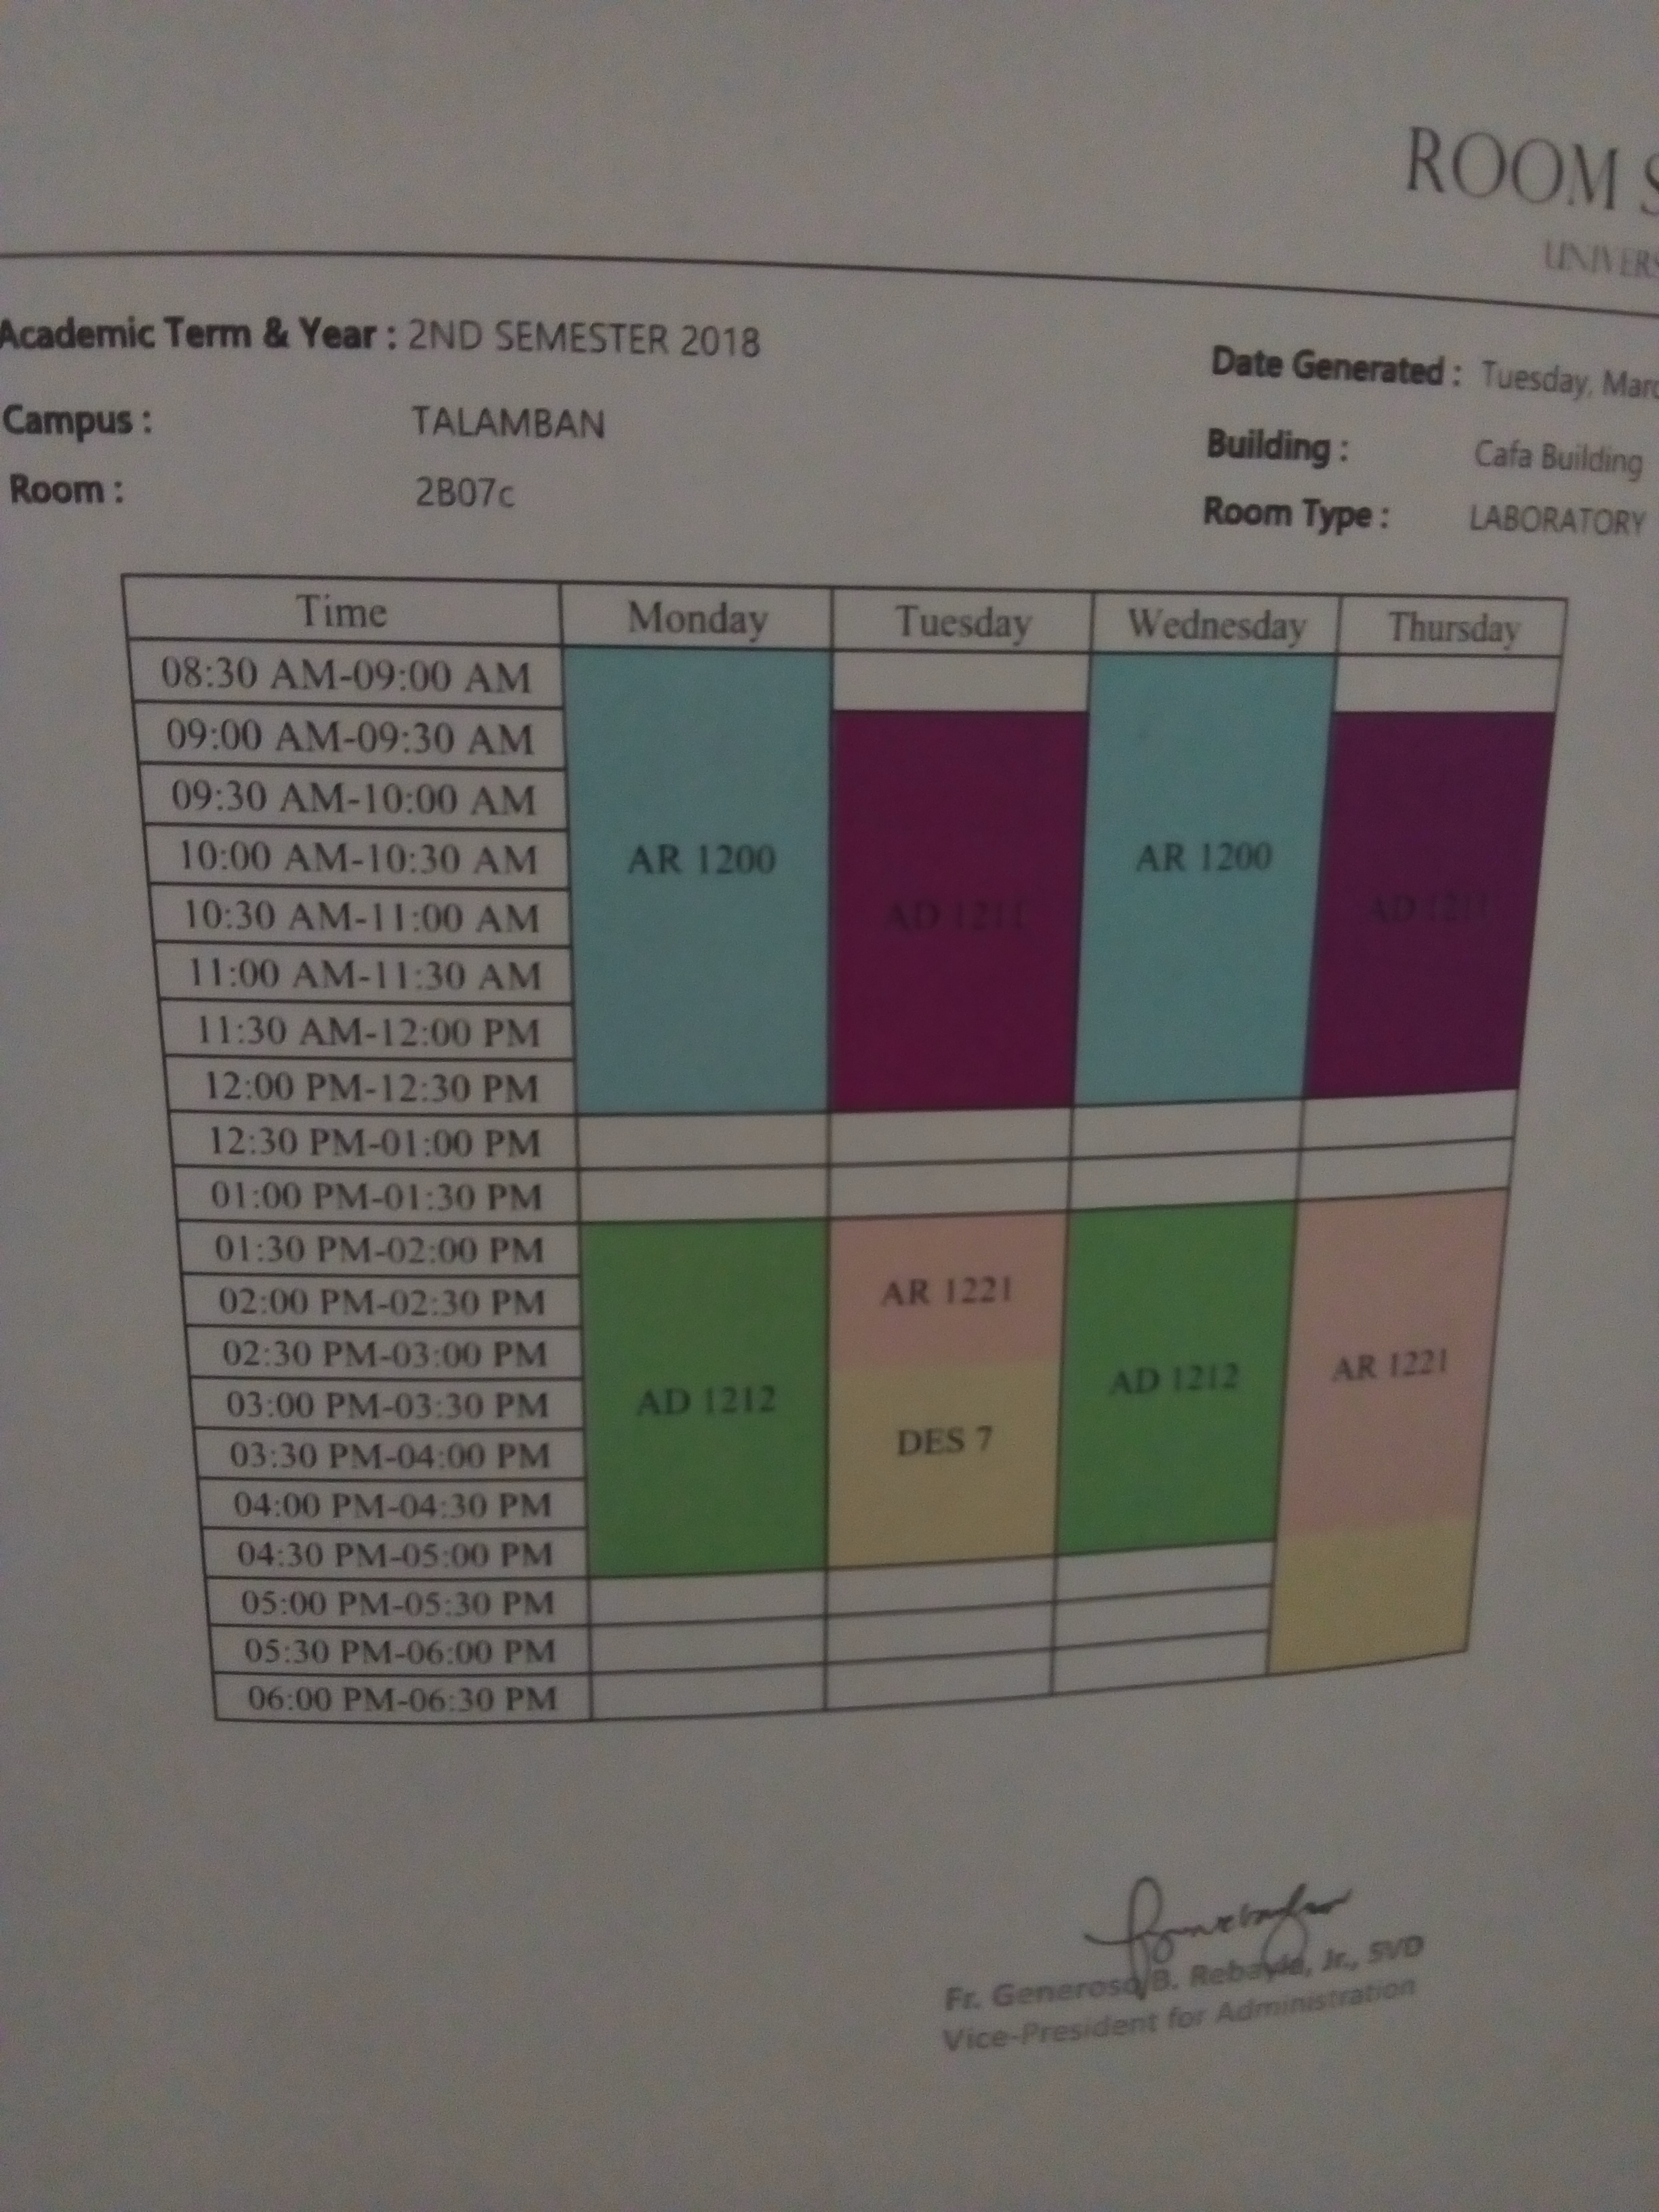 ROOM S
UNIVERS
Academic Term & Year : 2ND SEMESTER 2018
Date Generated : Tuesday, Marc
Campus : TALAMBAN
Building : Cafa Building
Room : 2B07c
Room Type : LABORATORY
Time Monday Tuesday Wednesday Thursday
08:30 AM-09:00 AM
09:00 AM-09:30 AM
09:30 AM-10:00 AM
10:00 AM-10:30 AM AR 1200 AR 1200
10:30 AM-11:00 AM AD 1211 AD 1211
11:00 AM-11:30 AM
11:30 AM-12:00 PM
12:00 PM-12:30 PM
12:30 PM-01:00 PM
01:00 PM-01:30 PM
01:30 PM-02:00 PM
02:00 PM-02:30 PM AR 1221
02:30 PM-03:00 PM AR 1221
03:00 PM-03:30 PM AD 1212 AD 1212
03:30 PM-04:00 PM DES 7
04:00 PM-04:30 PM
04:30 PM-05:00 PM
05:00 PM-05:30 PM
05:30 PM-06:00 PM
06:00 PM-06:30 PM
Fr. Generoso B. Rebayla, Jr., SVD
Vice-President for Administration